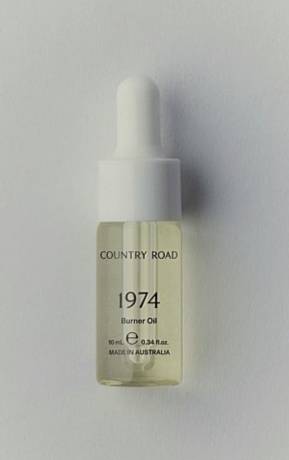 COUNTRY ROAD
1974
Burner Oil
10 mL ℮ 0.34 fl.oz.
MADE IN AUSTRALIA